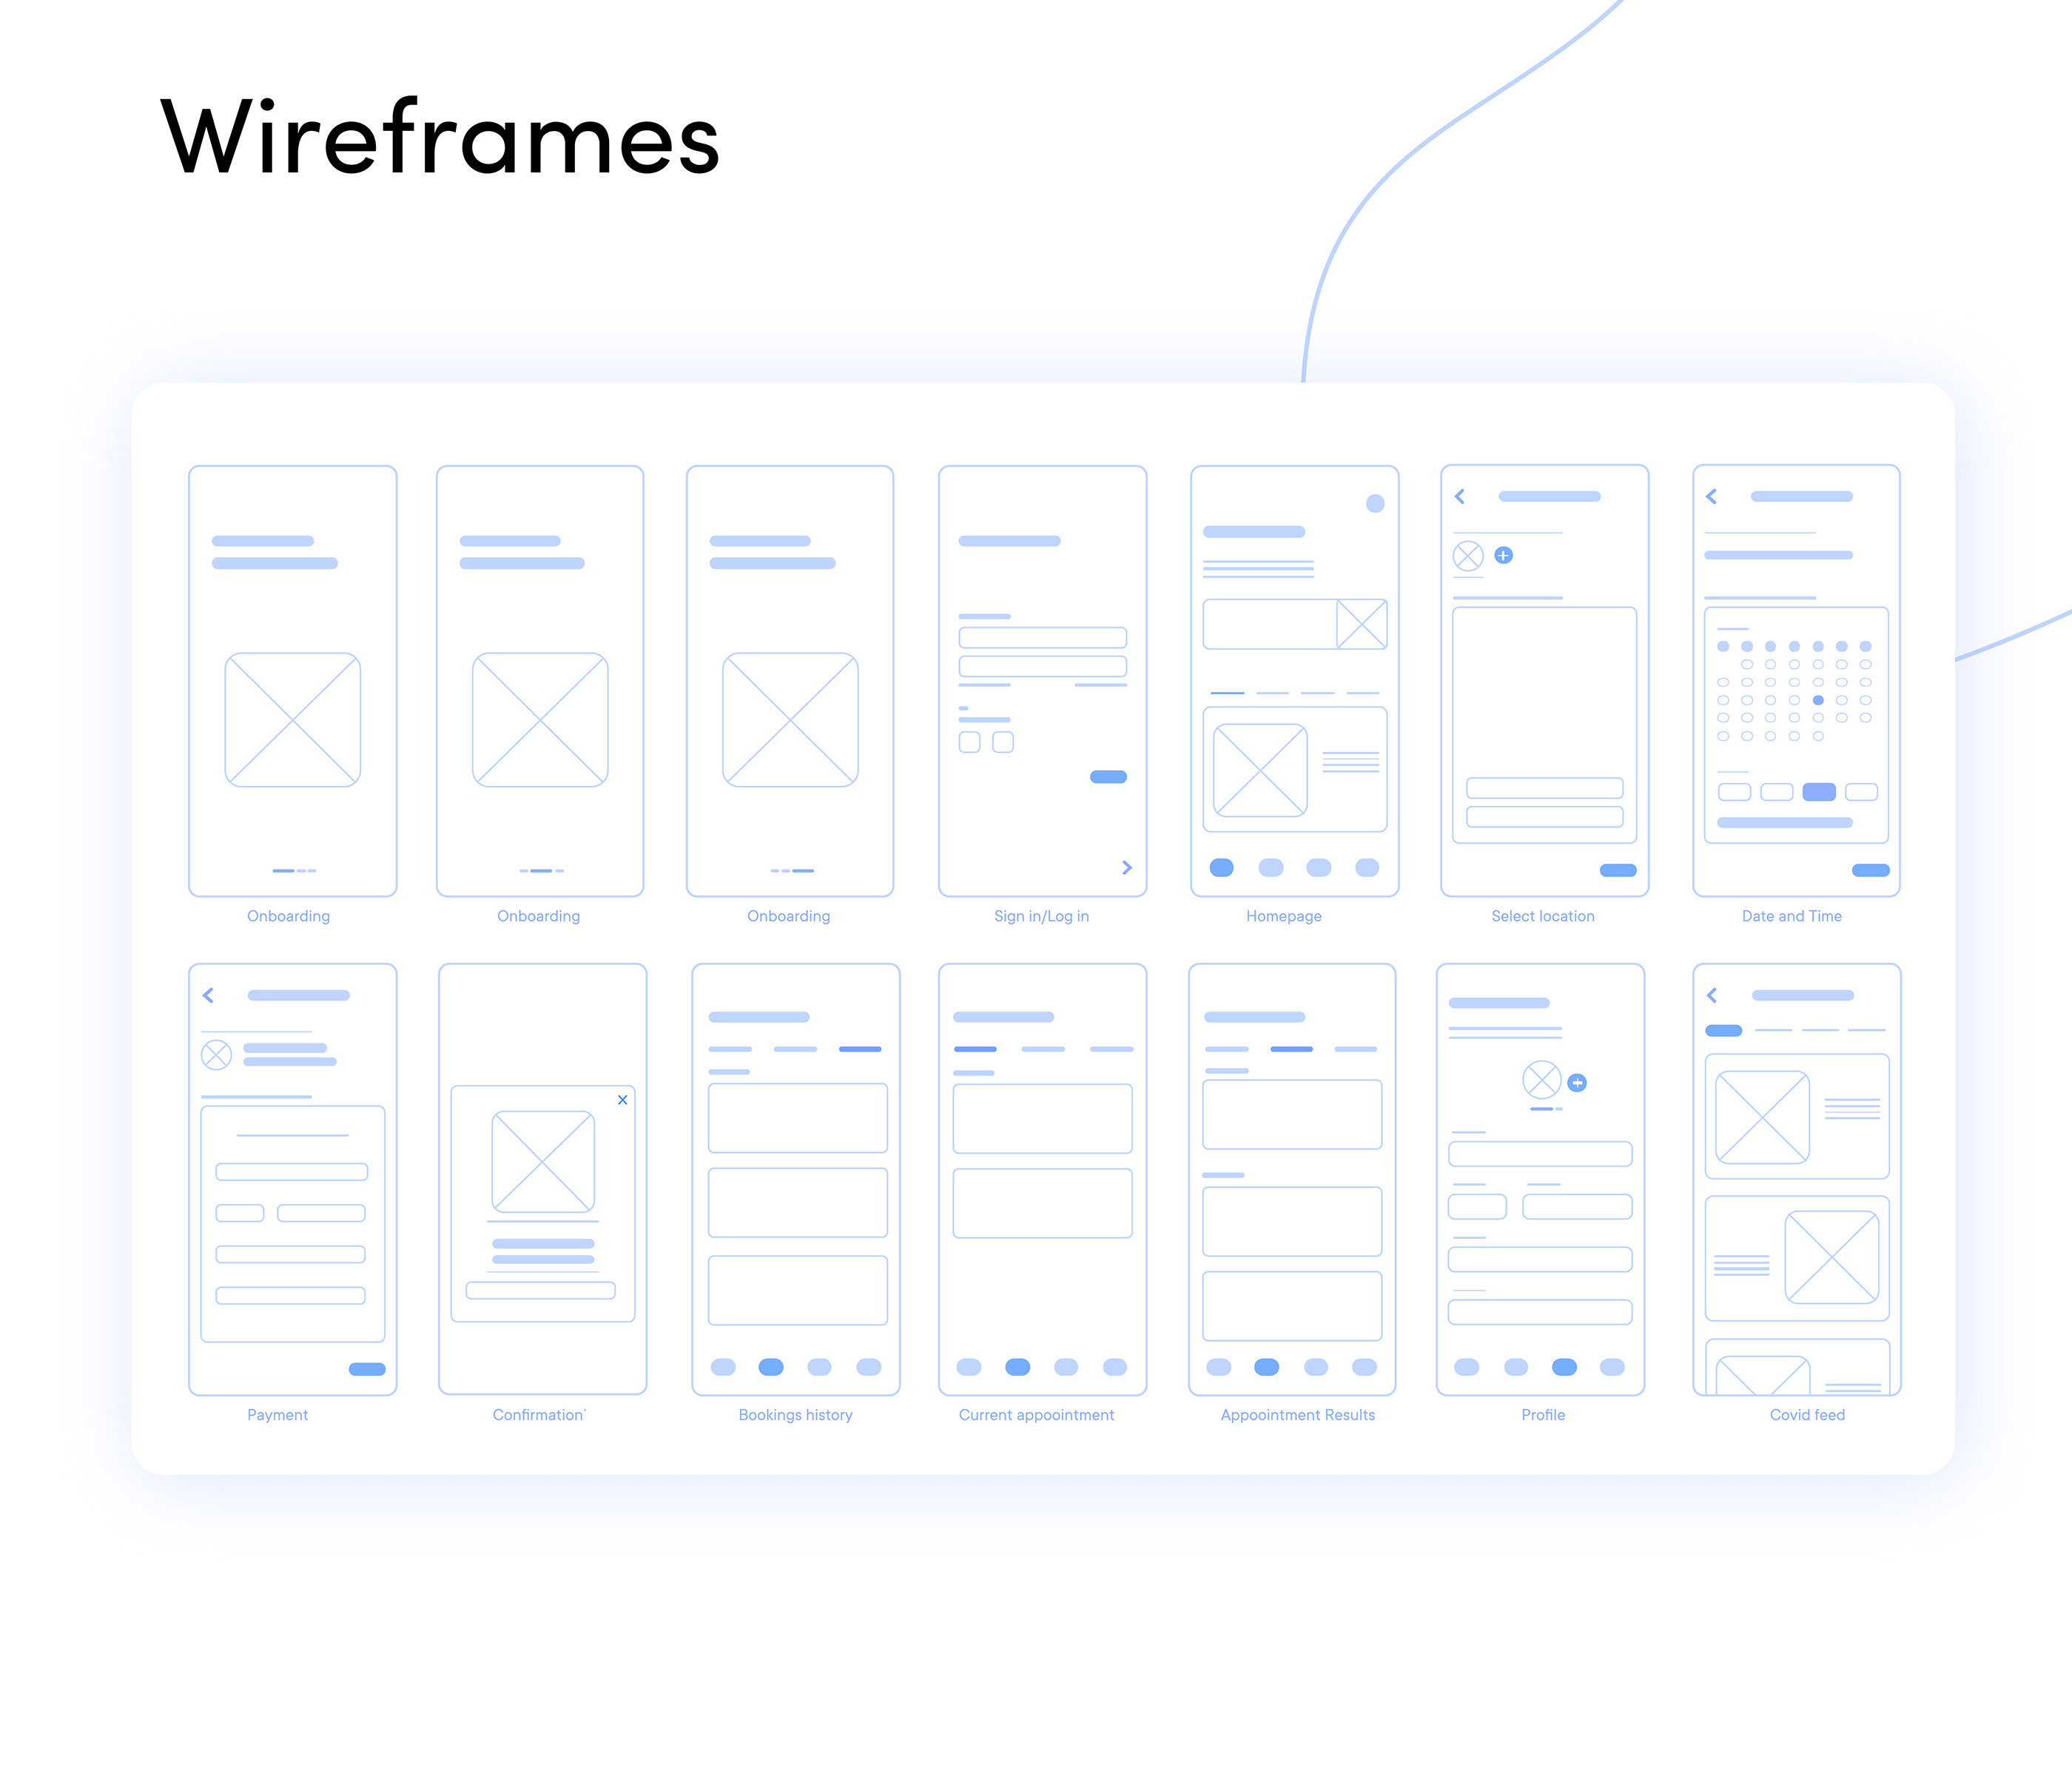 Wireframes
Onboarding
Onboarding
Onboarding
Sign in/Log in
Homepage
Select location
Date and Time
Payment
Confirmation'
Bookings history
Current appoointment
Appoointment Results
Profile
Covid feed